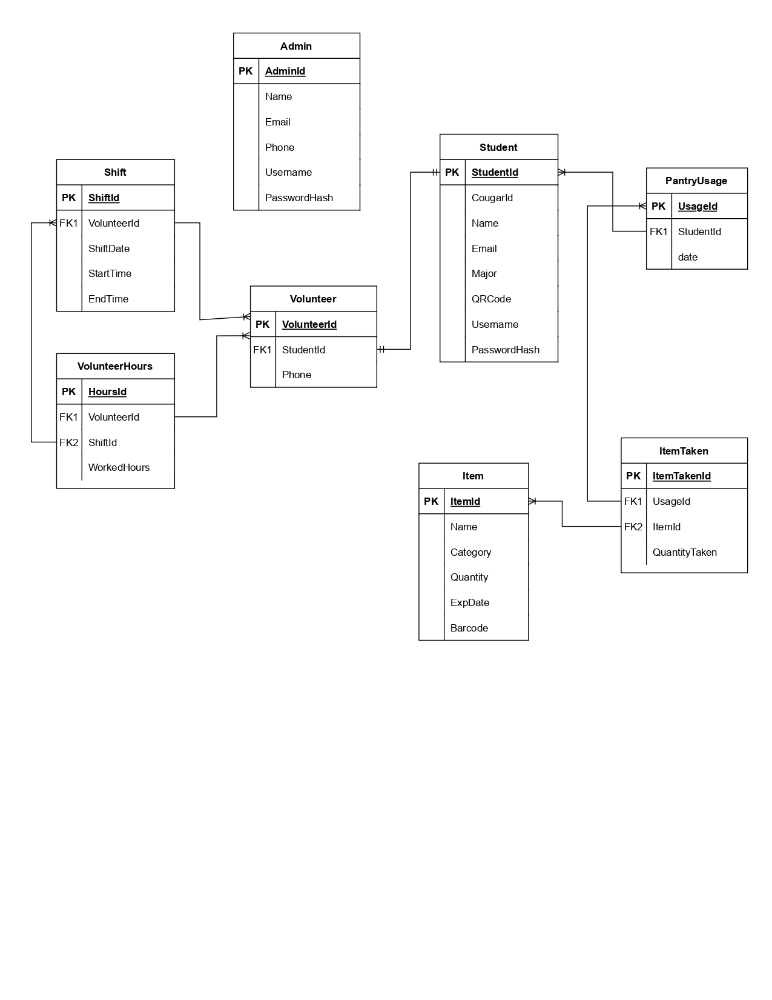 Admin
PK AdminId
Name
Email
Phone
Username
PasswordHash
Shift
PK ShiftId
FK1 VolunteerId
ShiftDate
StartTime
EndTime
Student
PK StudentId
CougarId
Name
Email
Major
QRCode
Username
PasswordHash
PantryUsage
PK UsageId
FK1 StudentId
date
Volunteer
PK VolunteerId
FK1 StudentId
Phone
VolunteerHours
PK HoursId
FK1 VolunteerId
FK2 ShiftId
WorkedHours
Item
PK ItemId
Name
Category
Quantity
ExpDate
Barcode
ItemTaken
PK ItemTakenId
FK1 UsageId
FK2 ItemId
QuantityTaken